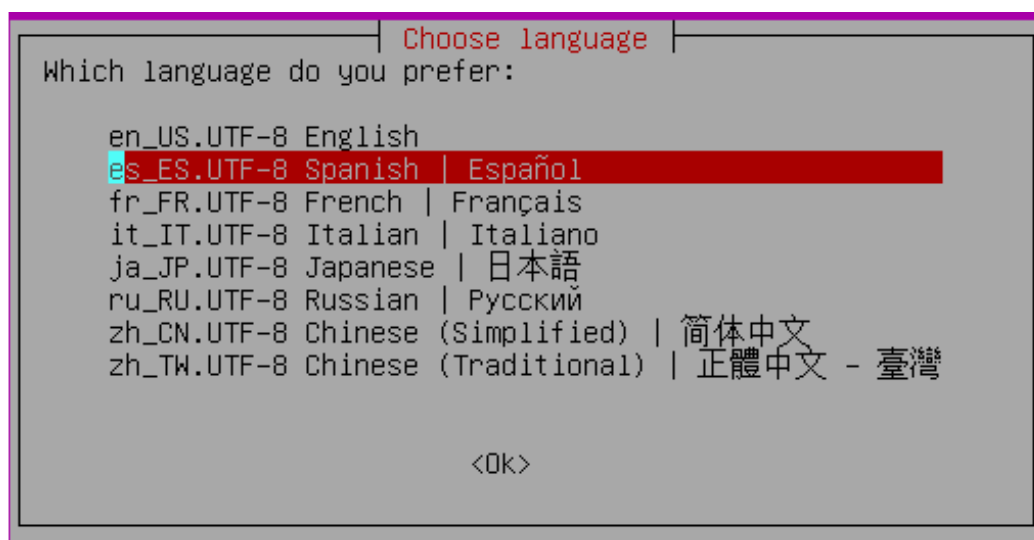 Choose language
Which language do you prefer:
en_US.UTF-8 English
es_ES.UTF-8 Spanish | Español
fr_FR.UTF-8 French | Français
it_IT.UTF-8 Italian | Italiano
ja_JP.UTF-8 Japanese | 日本語
ru_RU.UTF-8 Russian | Русский
zh_CN.UTF-8 Chinese (Simplified) | 简体中文
zh_TW.UTF-8 Chinese (Traditional) | 正體中文 - 臺灣
<Ok>